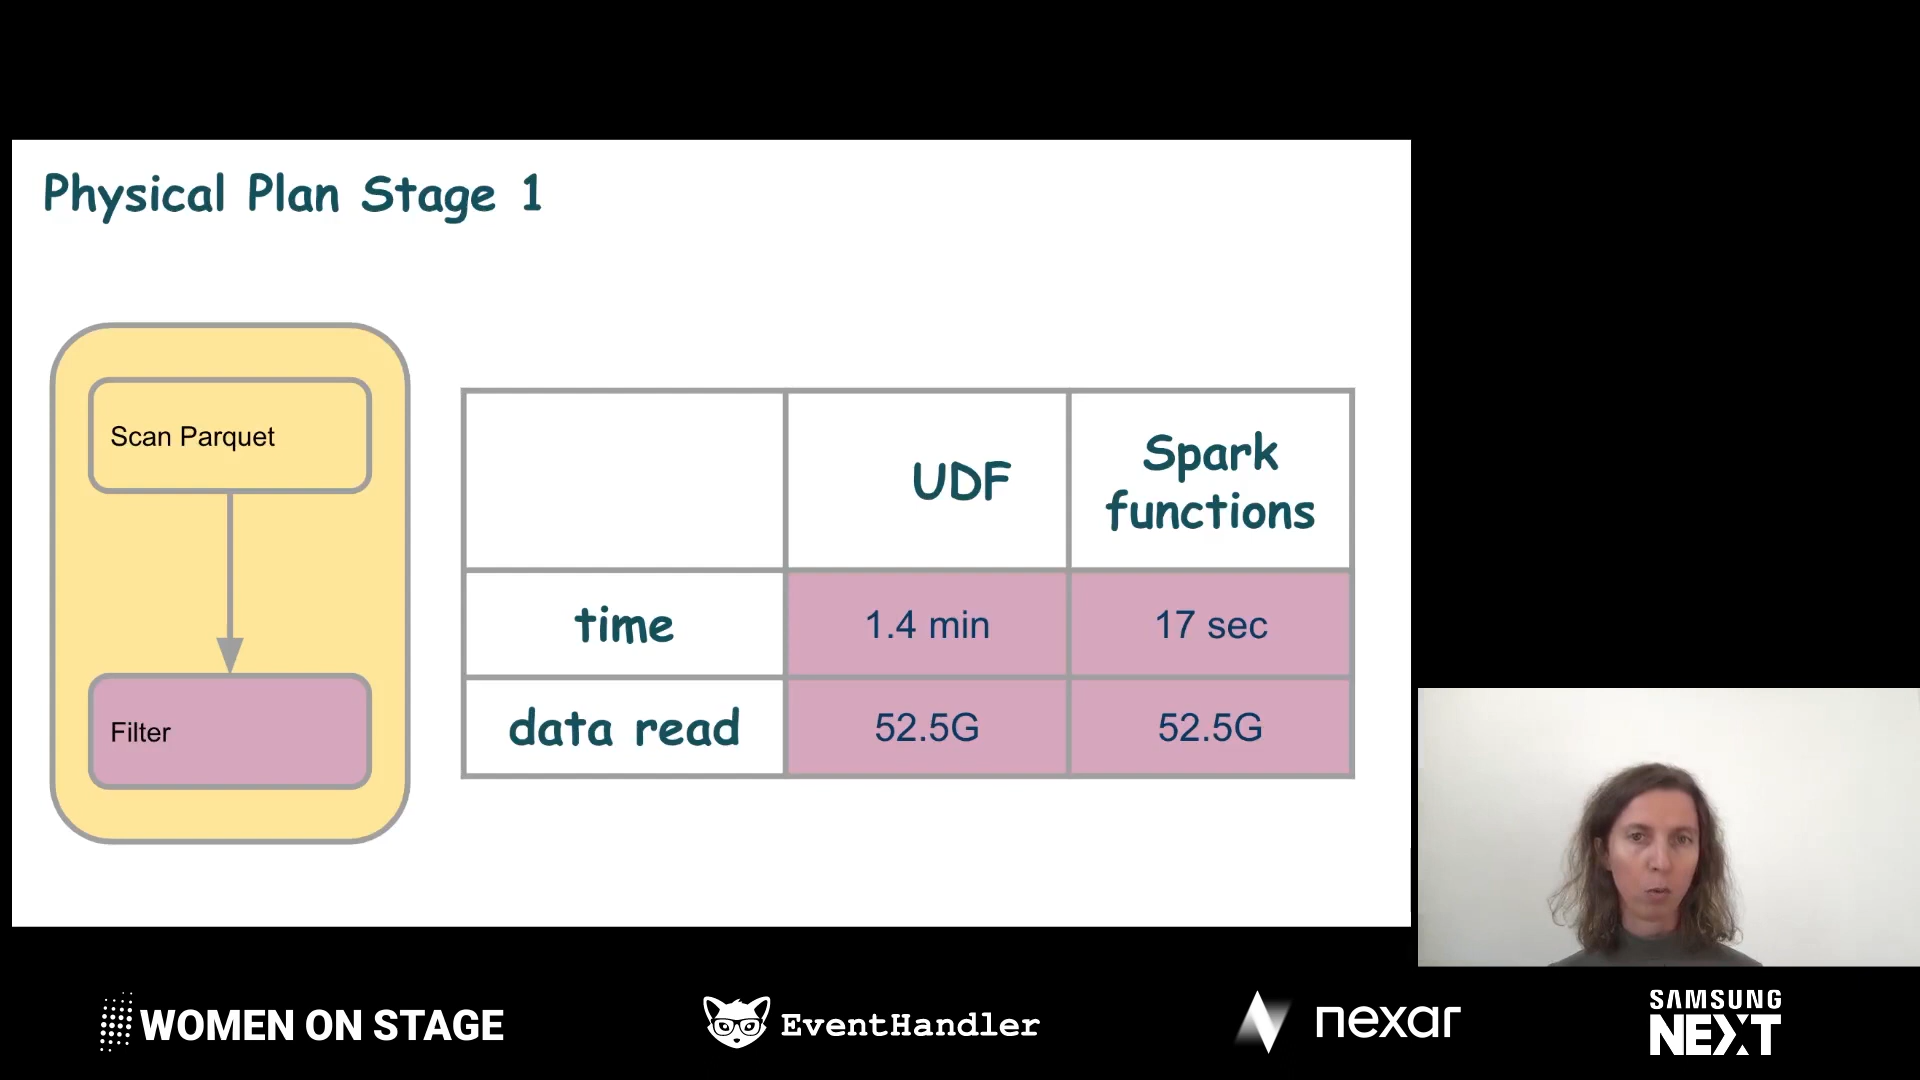 Physical Plan Stage 1
Scan Parquet
Filter
UDF
Spark
functions
time
1.4 min
17 sec
data read
52.5G
52.5G
WOMEN ON STAGE
EventHandler
nexar
SAMSUNG
NEXT